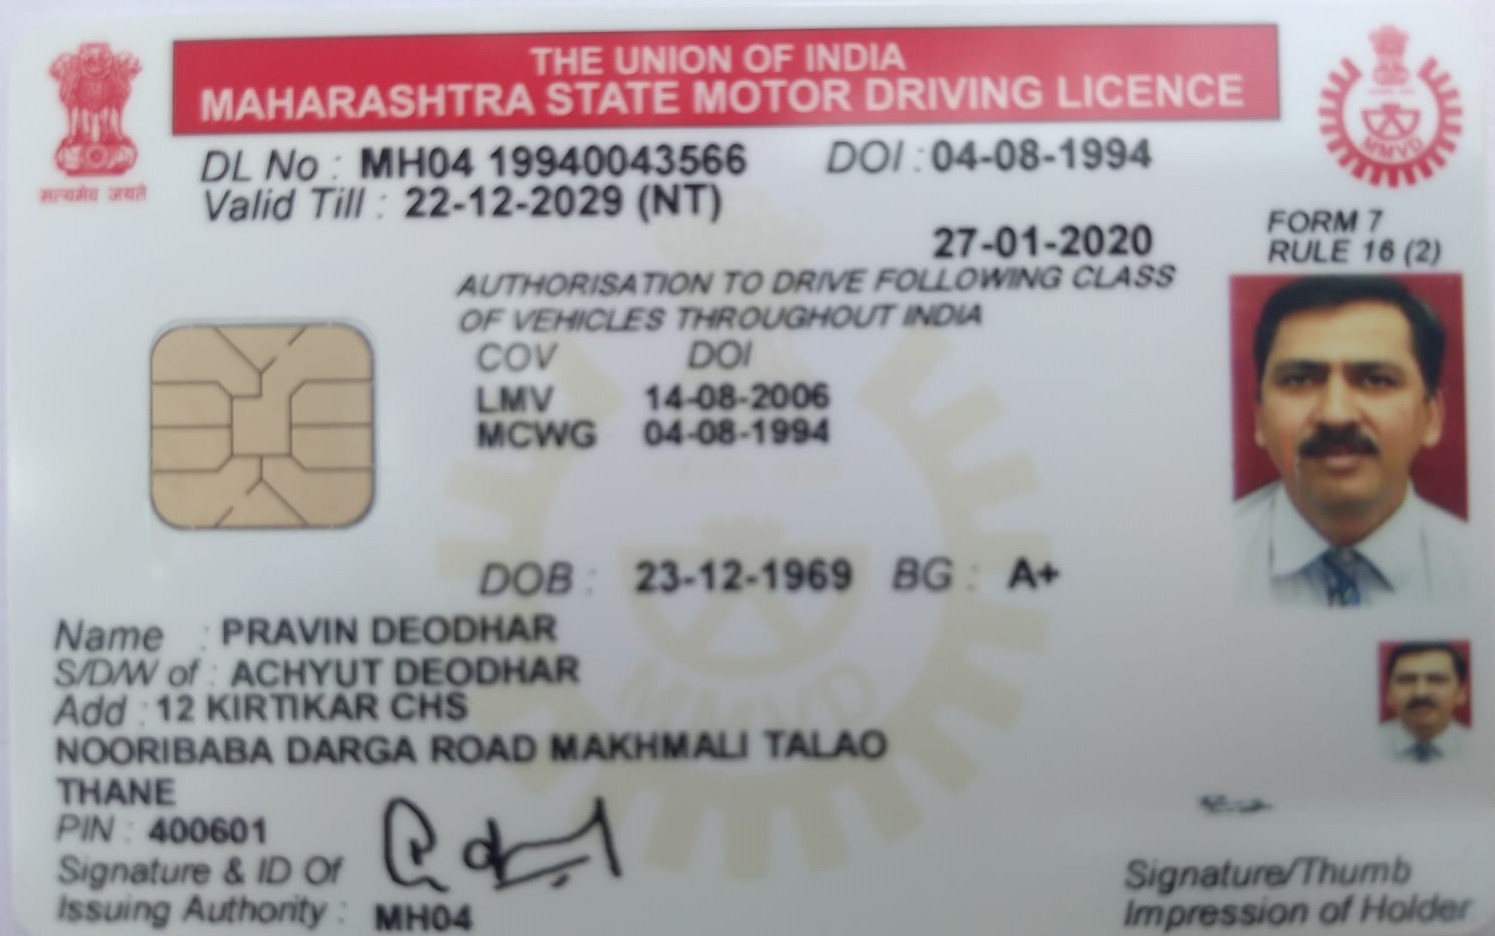 THE UNION OF INDIA
MAHARASHTRA STATE MOTOR DRIVING LICENCE
सत्यमेव जयते
MMVD
DL No : MH04 19940043566 DOI : 04-08-1994
Valid Till : 22-12-2029 (NT)
27-01-2020
FORM 7
RULE 16 (2)
AUTHORISATION TO DRIVE FOLLOWING CLASS
OF VEHICLES THROUGHOUT INDIA
COV DOI
LMV 14-08-2006
MCWG 04-08-1994
DOB : 23-12-1969 BG : A+
Name : PRAVIN DEODHAR
S/D/W of : ACHYUT DEODHAR
Add : 12 KIRTIKAR CHS
NOORIBABA DARGA ROAD MAKHMALI TALAO
THANE
PIN : 400601
MMVD
Signature & ID Of
Issuing Authority : MH04
Signature/Thumb
Impression of Holder